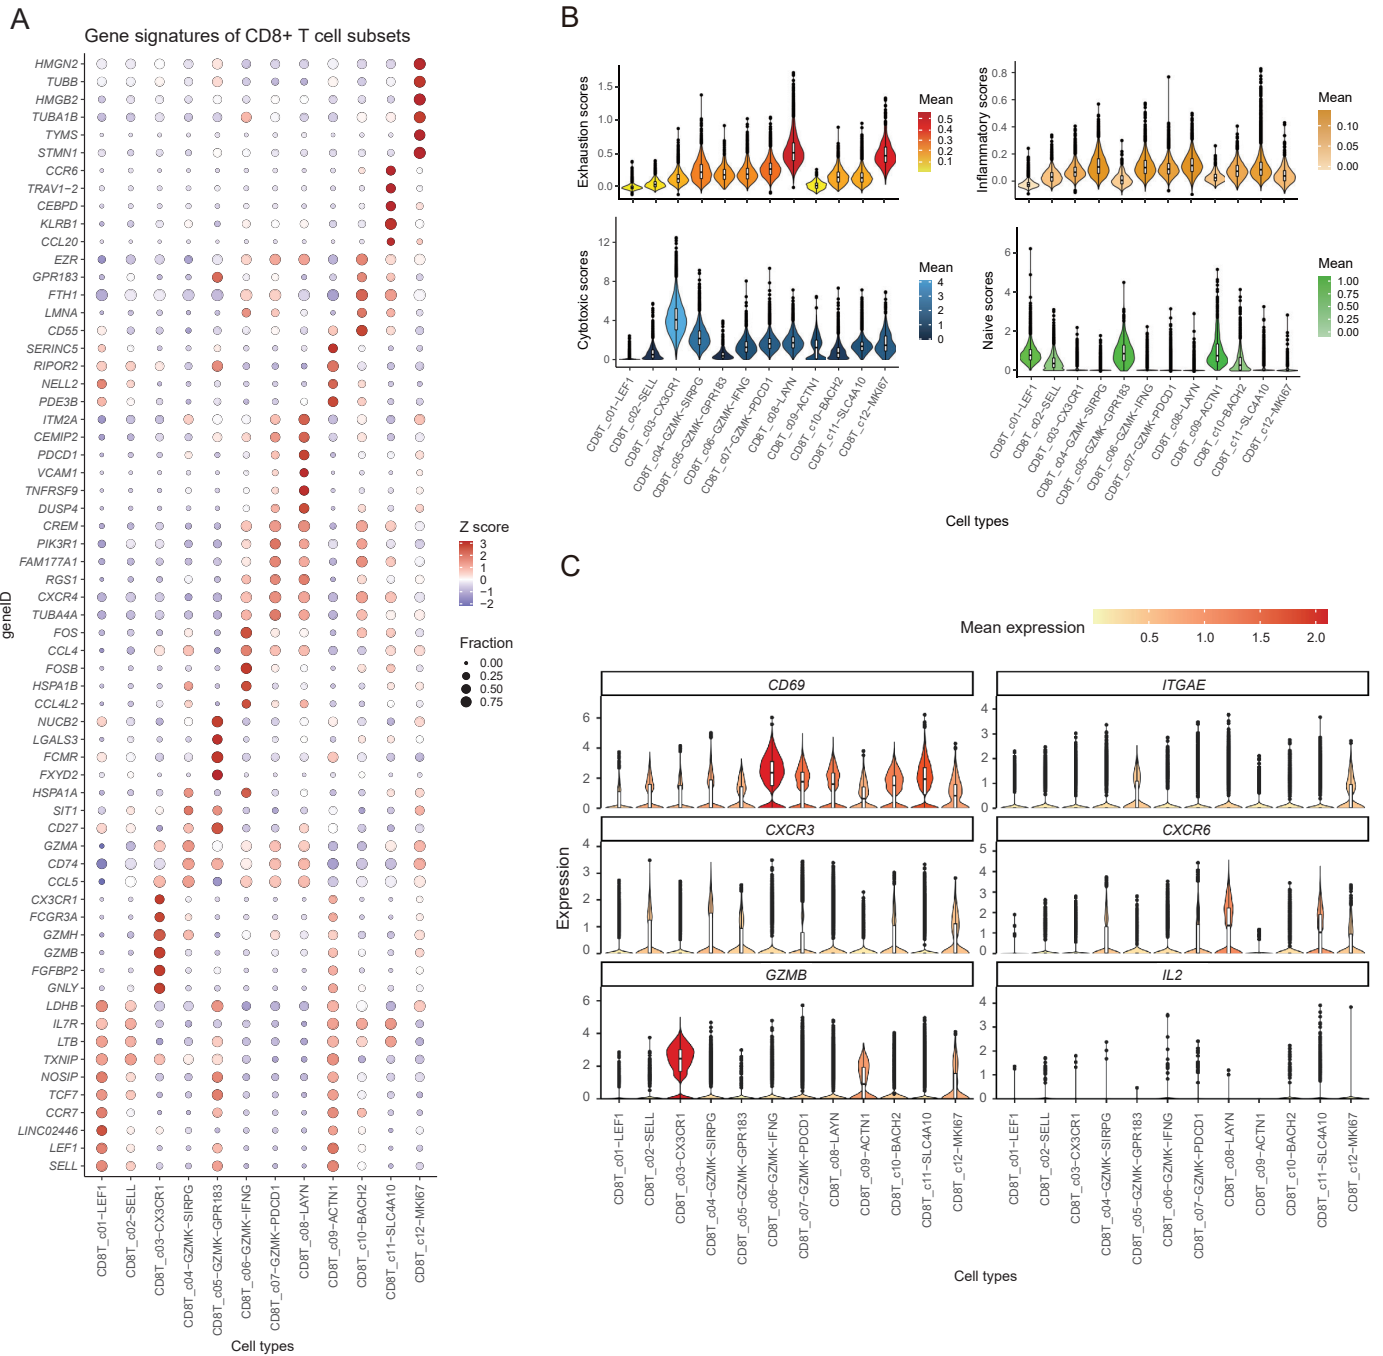 A
Gene signatures of CD8+ T cell subsets
HMGN2
TUBB
HMGB2
TUBA1B
TYMS
STMN1
CCR6
TRAV1−2
CEBPD
KLRB1
CCL20
EZR
GPR183
FTH1
LMNA
CD55
SERINC5
RIPOR2
NELL2
PDE3B
ITM2A
CEMIP2
PDCD1
VCAM1
TNFRSF9
DUSP4
CREM
PIK3R1
FAM177A1
RGS1
CXCR4
TUBA4A
FOS
CCL4
FOSB
HSPA1B
CCL4L2
NUCB2
LGALS3
FCMR
FXYD2
HSPA1A
SIT1
CD27
GZMA
CD74
CCL5
CX3CR1
FCGR3A
GZMH
GZMB
FGFBP2
GNLY
LDHB
IL7R
LTB
TXNIP
NOSIP
TCF7
CCR7
LINC02446
LEF1
SELL
geneID
CD8T_c01−LEF1
CD8T_c02−SELL
CD8T_c03−CX3CR1
CD8T_c04−GZMK−SIRPG
CD8T_c05−GZMK−GPR183
CD8T_c06−GZMK−IFNG
CD8T_c07−GZMK−PDCD1
CD8T_c08−LAYN
CD8T_c09−ACTN1
CD8T_c10−BACH2
CD8T_c11−SLC4A10
CD8T_c12−MKI67
Cell types
Z score
3
2
1
0
−1
−2
Fraction
0.00
0.25
0.50
0.75
B
Exhaustion scores
1.5
1.0
0.5
0.0
Mean
0.5
0.4
0.3
0.2
0.1
Inflammatory scores
0.8
0.6
0.4
0.2
0.0
Mean
0.10
0.05
0.00
Cytotoxic scores
12
8
4
0
Mean
4
3
2
1
0
CD8T_c01−LEF1
CD8T_c02−SELL
CD8T_c03−CX3CR1
CD8T_c04−GZMK−SIRPG
CD8T_c05−GZMK−GPR183
CD8T_c06−GZMK−IFNG
CD8T_c07−GZMK−PDCD1
CD8T_c08−LAYN
CD8T_c09−ACTN1
CD8T_c10−BACH2
CD8T_c11−SLC4A10
CD8T_c12−MKI67
Naive scores
6
4
2
0
Mean
1.00
0.75
0.50
0.25
0.00
CD8T_c01−LEF1
CD8T_c02−SELL
CD8T_c03−CX3CR1
CD8T_c04−GZMK−SIRPG
CD8T_c05−GZMK−GPR183
CD8T_c06−GZMK−IFNG
CD8T_c07−GZMK−PDCD1
CD8T_c08−LAYN
CD8T_c09−ACTN1
CD8T_c10−BACH2
CD8T_c11−SLC4A10
CD8T_c12−MKI67
Cell types
C
Mean expression
0.5 1.0 1.5 2.0
Expression
CD69
6
4
2
0
ITGAE
4
3
2
1
0
CXCR3
4
3
2
1
0
CXCR6
5
4
3
2
1
0
GZMB
6
4
2
0
IL2
4
3
2
1
0
CD8T_c01−LEF1
CD8T_c02−SELL
CD8T_c03−CX3CR1
CD8T_c04−GZMK−SIRPG
CD8T_c05−GZMK−GPR183
CD8T_c06−GZMK−IFNG
CD8T_c07−GZMK−PDCD1
CD8T_c08−LAYN
CD8T_c09−ACTN1
CD8T_c10−BACH2
CD8T_c11−SLC4A10
CD8T_c12−MKI67
CD8T_c01−LEF1
CD8T_c02−SELL
CD8T_c03−CX3CR1
CD8T_c04−GZMK−SIRPG
CD8T_c05−GZMK−GPR183
CD8T_c06−GZMK−IFNG
CD8T_c07−GZMK−PDCD1
CD8T_c08−LAYN
CD8T_c09−ACTN1
CD8T_c10−BACH2
CD8T_c11−SLC4A10
CD8T_c12−MKI67
Cell types